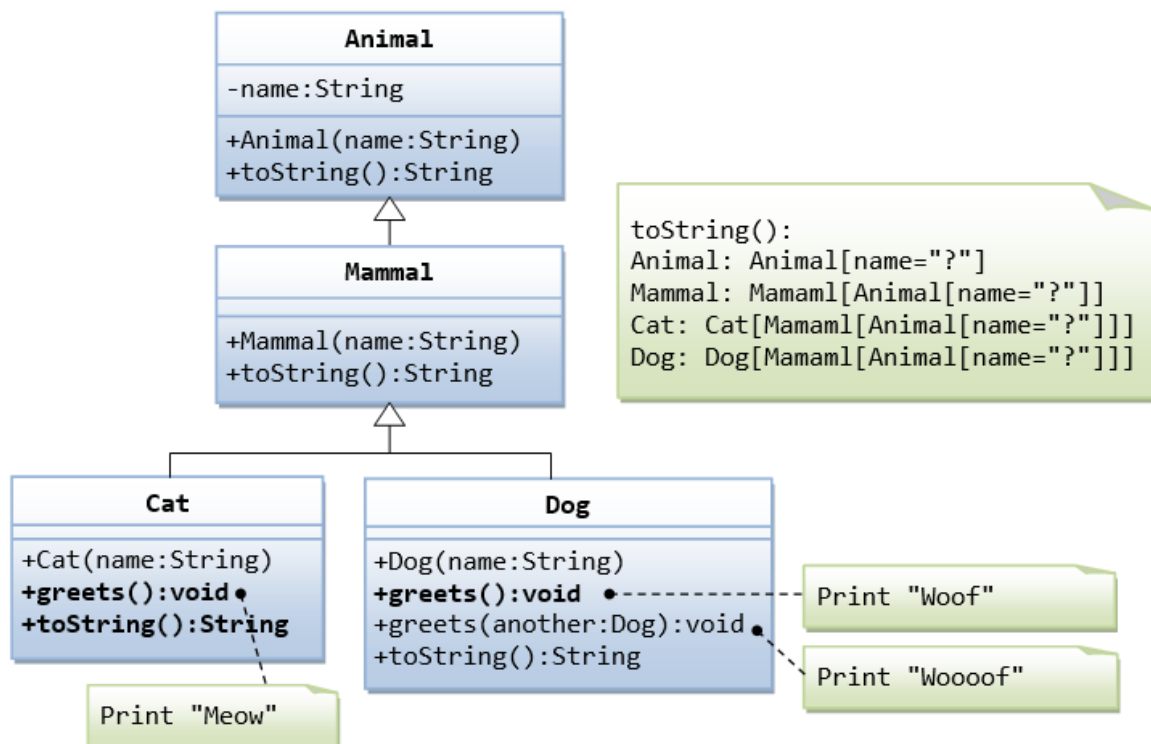 Animal
-name:String
+Animal(name:String)
+toString():String
Mammal
+Mammal(name:String)
+toString():String
toString():
Animal: Animal[name="?"]
Mammal: Mamaml[Animal[name="?"]]
Cat: Cat[Mamaml[Animal[name="?"]]]
Dog: Dog[Mamaml[Animal[name="?"]]]
Cat
+Cat(name:String)
+greets():void
+toString():String
Print "Meow"
Dog
+Dog(name:String)
+greets():void
+greets(another:Dog):void
+toString():String
Print "Woof"
Print "Woooof"